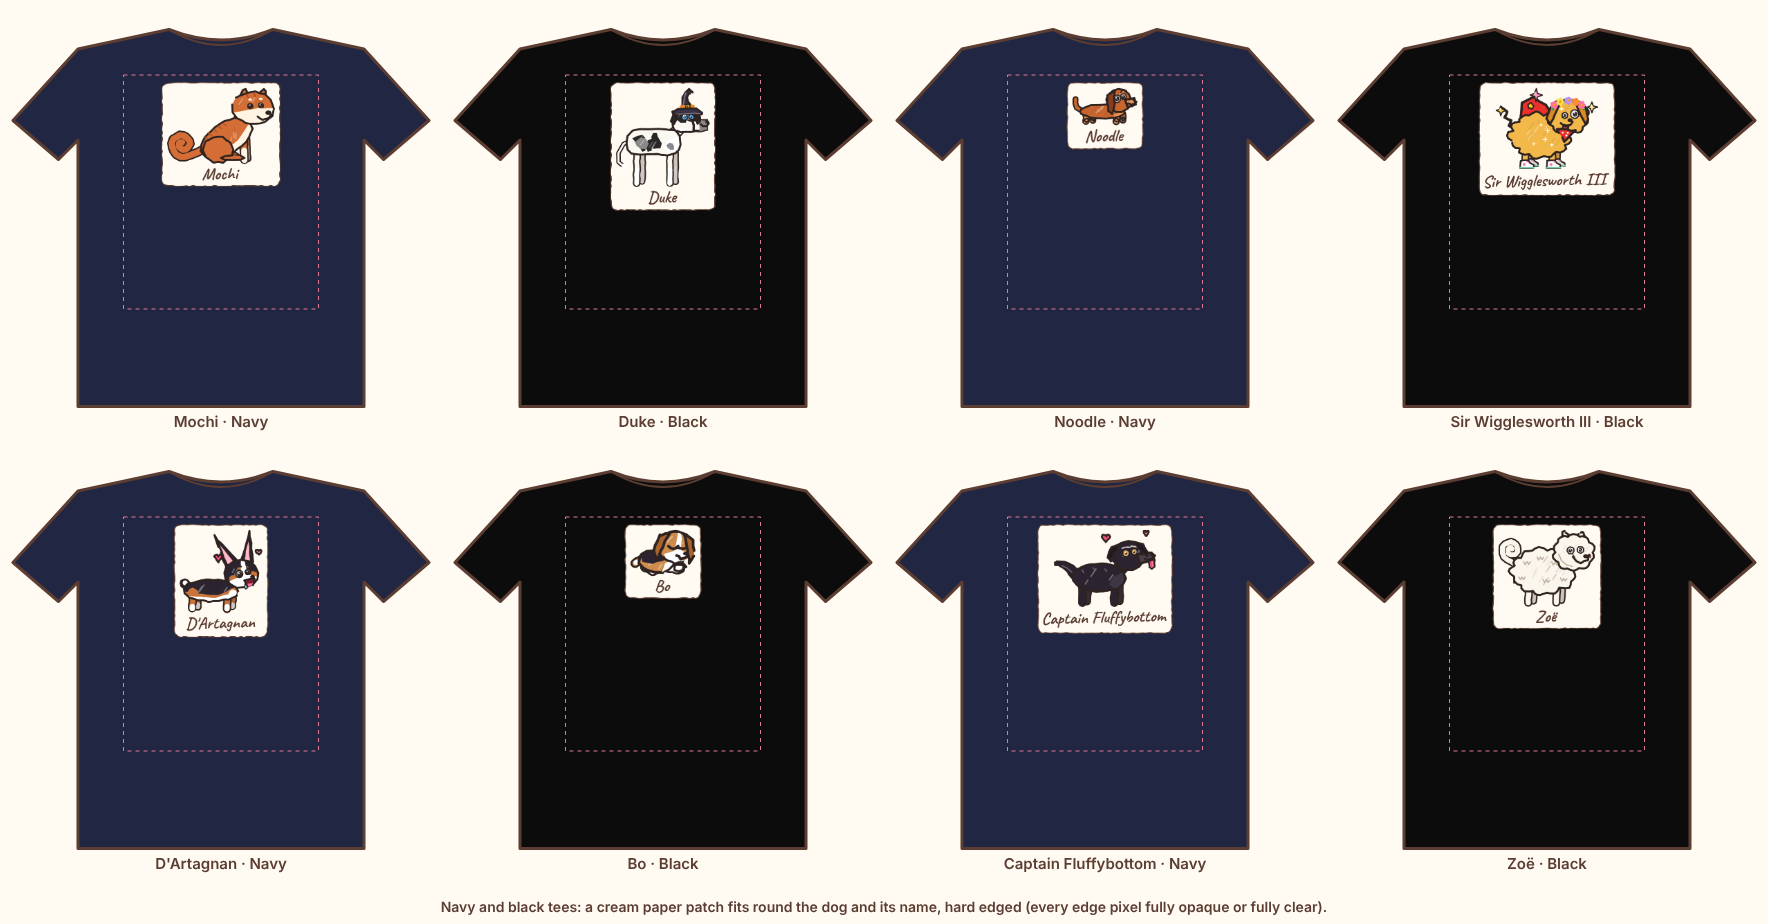 Mochi
Duke
Noodle
Sir Wigglesworth III
Mochi · Navy
Duke · Black
Noodle · Navy
Sir Wigglesworth III · Black
D'Artagnan
Bo
Captain Fluffybottom
Zoë
D'Artagnan · Navy
Bo · Black
Captain Fluffybottom · Navy
Zoë · Black
Navy and black tees: a cream paper patch fits round the dog and its name, hard edged (every edge pixel fully opaque or fully clear).